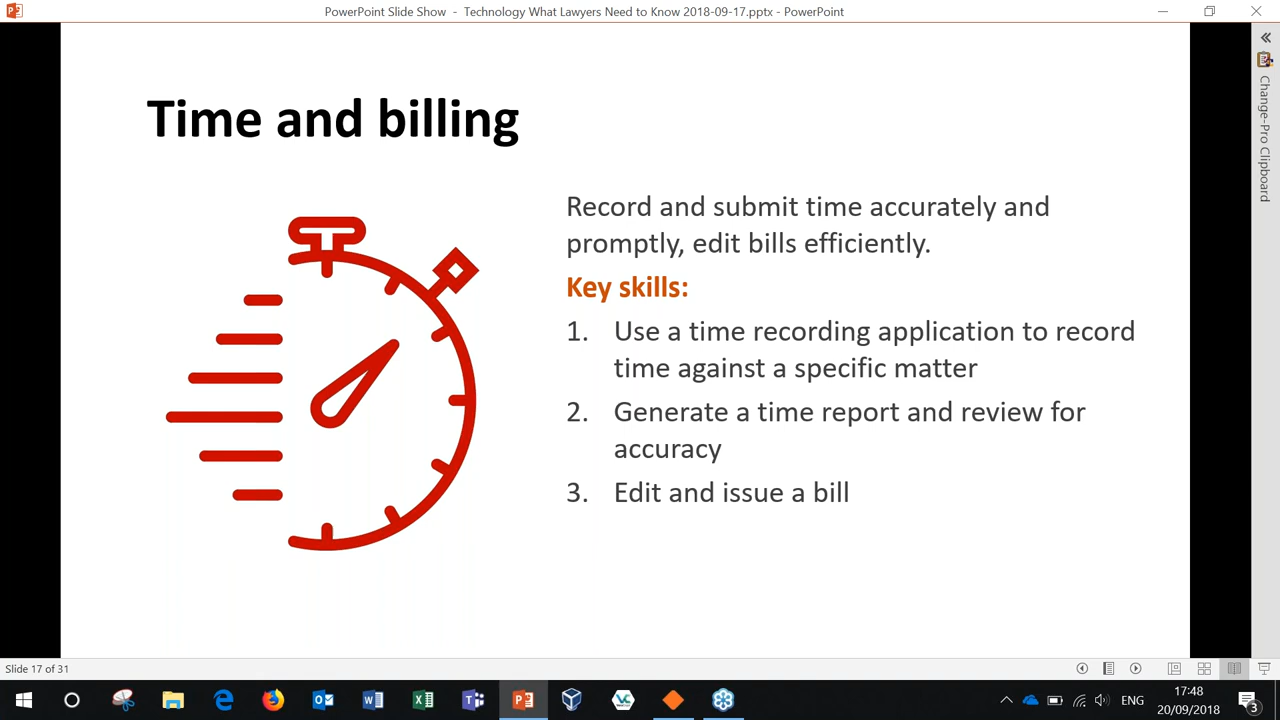 PowerPoint Slide Show - Technology What Lawyers Need to Know 2018-09-17.pptx - PowerPoint
Change-Pro Clipboard
Time and billing
Record and submit time accurately and
promptly, edit bills efficiently.
Key skills:
1. Use a time recording application to record
time against a specific matter
2. Generate a time report and review for
accuracy
3. Edit and issue a bill
Slide 17 of 31
ENG
17:48
20/09/2018
3